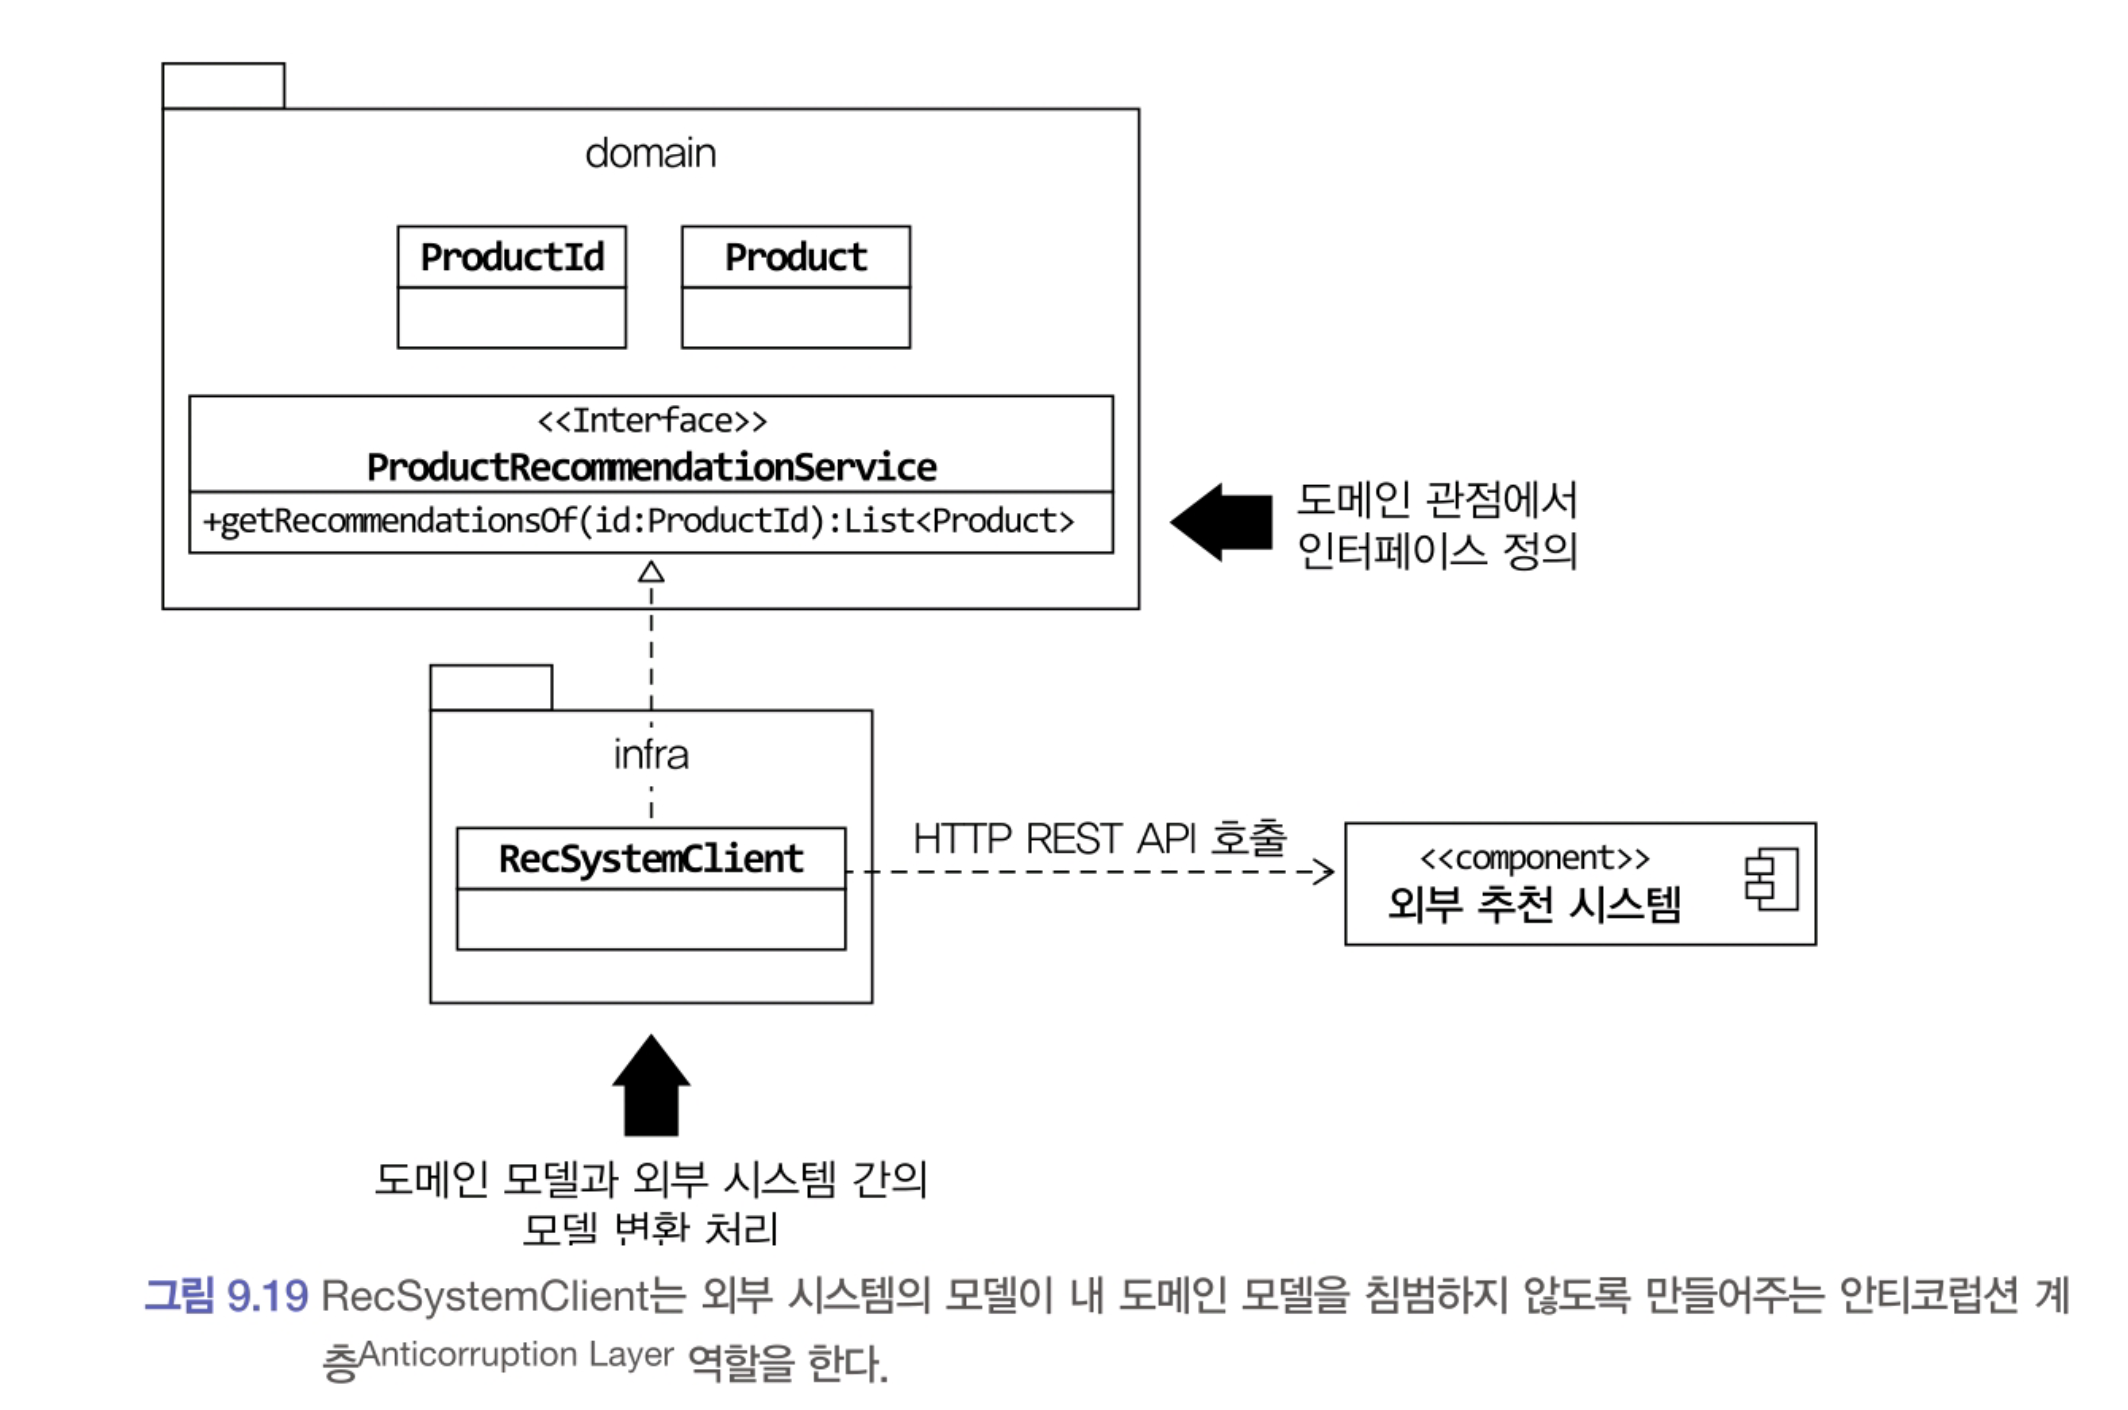 domain
ProductId
Product
<<Interface>>
ProductRecommendationService
+getRecommendationsOf(id:ProductId):List<Product>
도메인 관점에서
인터페이스 정의
infra
RecSystemClient
HTTP REST API 호출
<<component>>
외부 추천 시스템
도메인 모델과 외부 시스템 간의
모델 변환 처리
그림 9.19 RecSystemClient는 외부 시스템의 모델이 내 도메인 모델을 침범하지 않도록 만들어주는 안티코럽션 계
층Anticorruption Layer 역할을 한다.